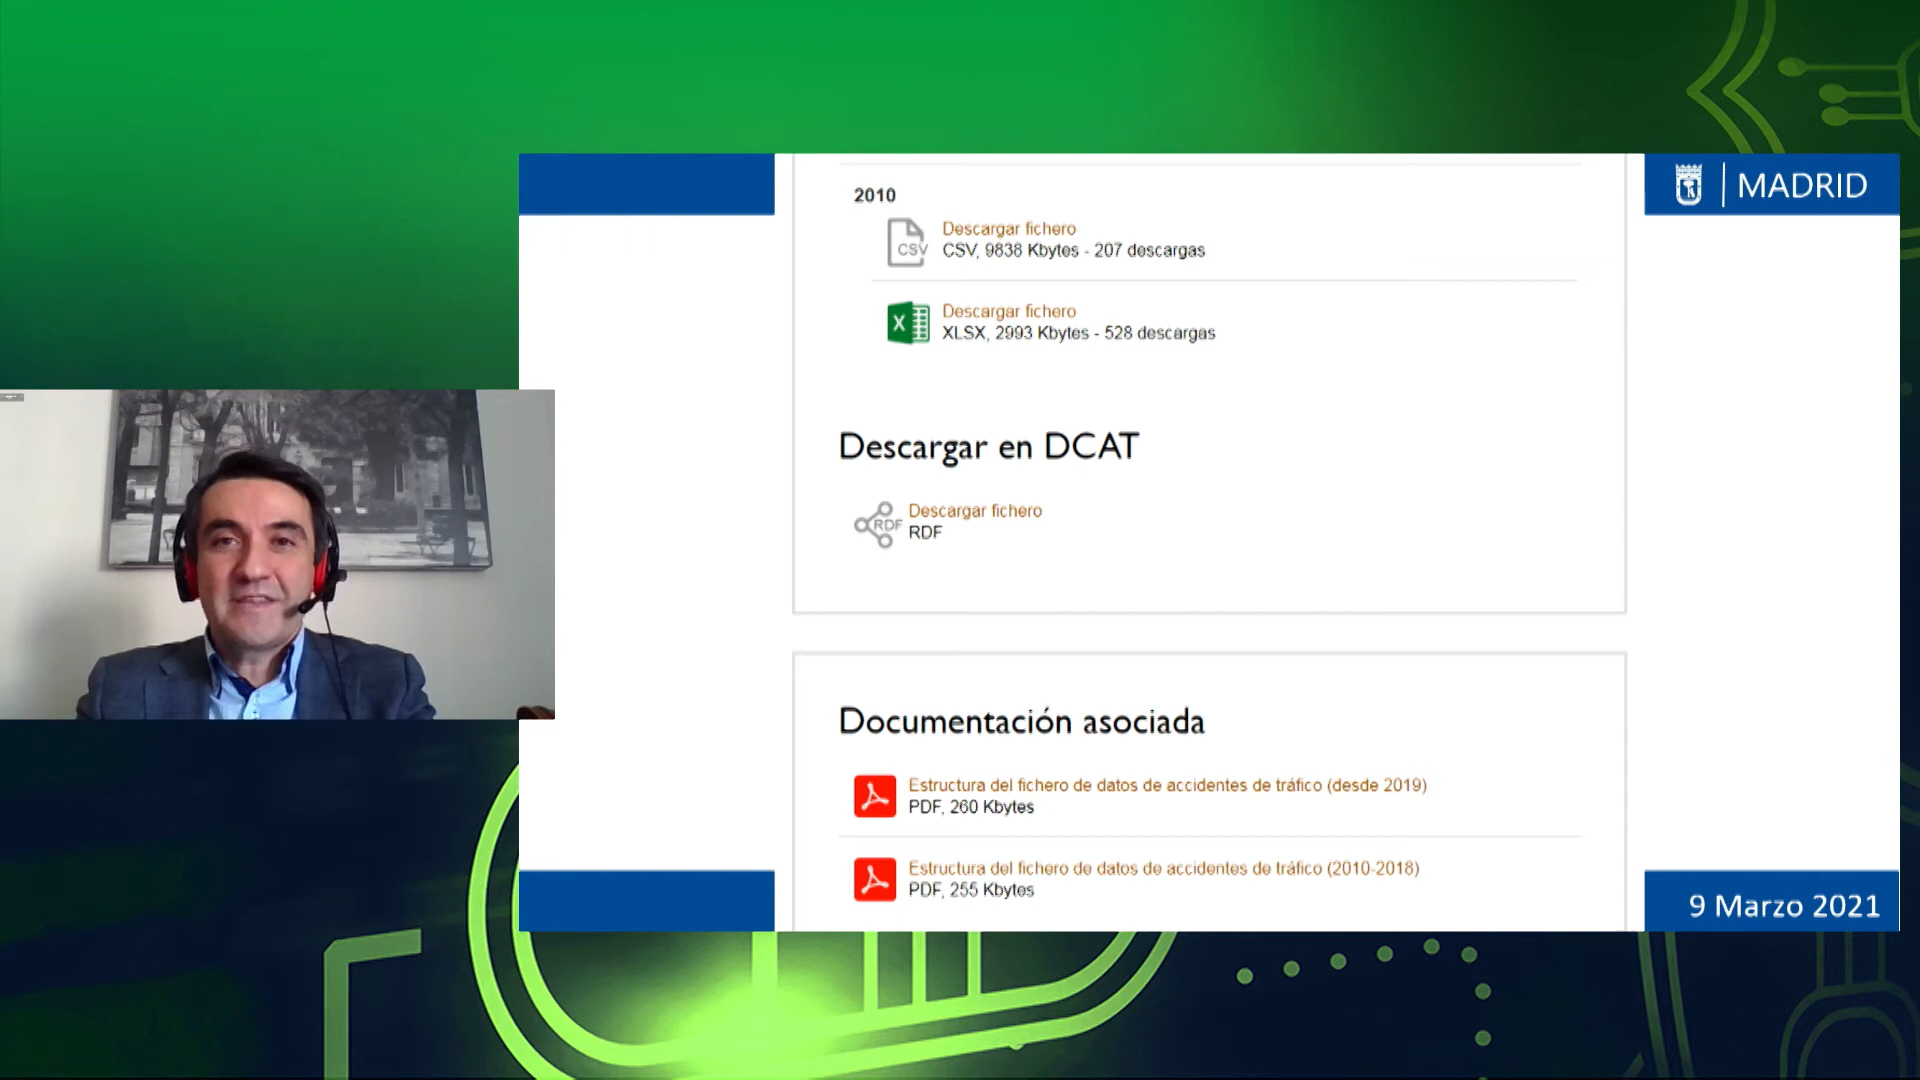 MADRID
2010
CSV
Descargar fichero
CSV, 9838 Kbytes - 207 descargas
X
Descargar fichero
XLSX, 2993 Kbytes - 528 descargas
Descargar en DCAT
RDF
Descargar fichero
RDF
Documentación asociada
Estructura del fichero de datos de accidentes de tráfico (desde 2019)
PDF, 260 Kbytes
Estructura del fichero de datos de accidentes de tráfico (2010-2018)
PDF, 255 Kbytes
9 Marzo 2021